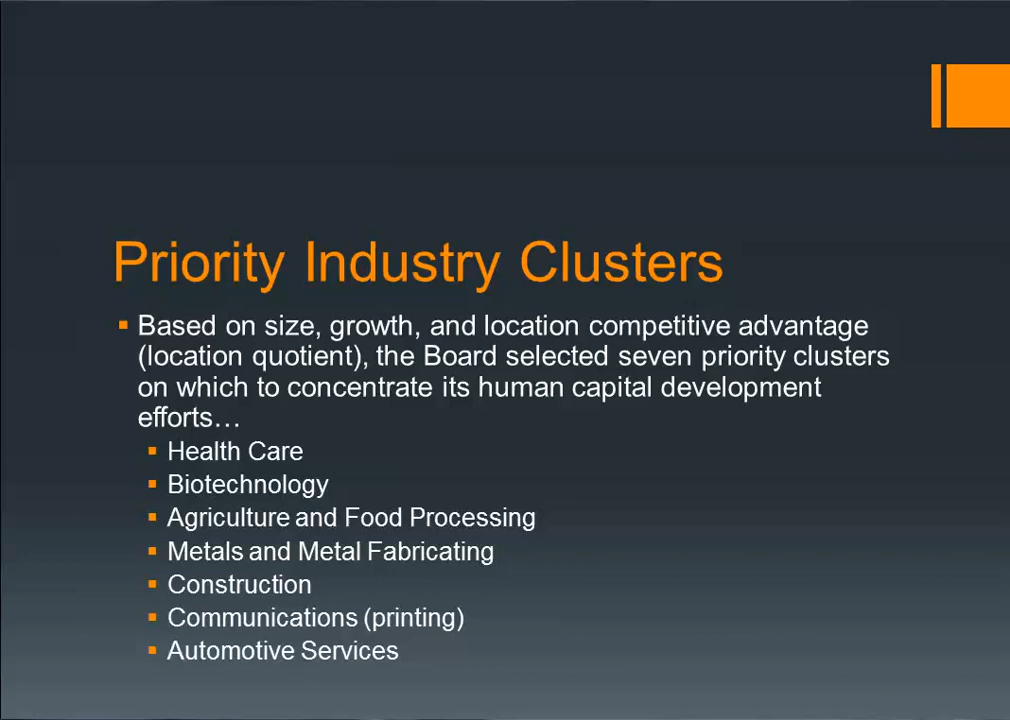 Priority Industry Clusters
Based on size, growth, and location competitive advantage
(location quotient), the Board selected seven priority clusters
on which to concentrate its human capital development
efforts…
Health Care
Biotechnology
Agriculture and Food Processing
Metals and Metal Fabricating
Construction
Communications (printing)
Automotive Services